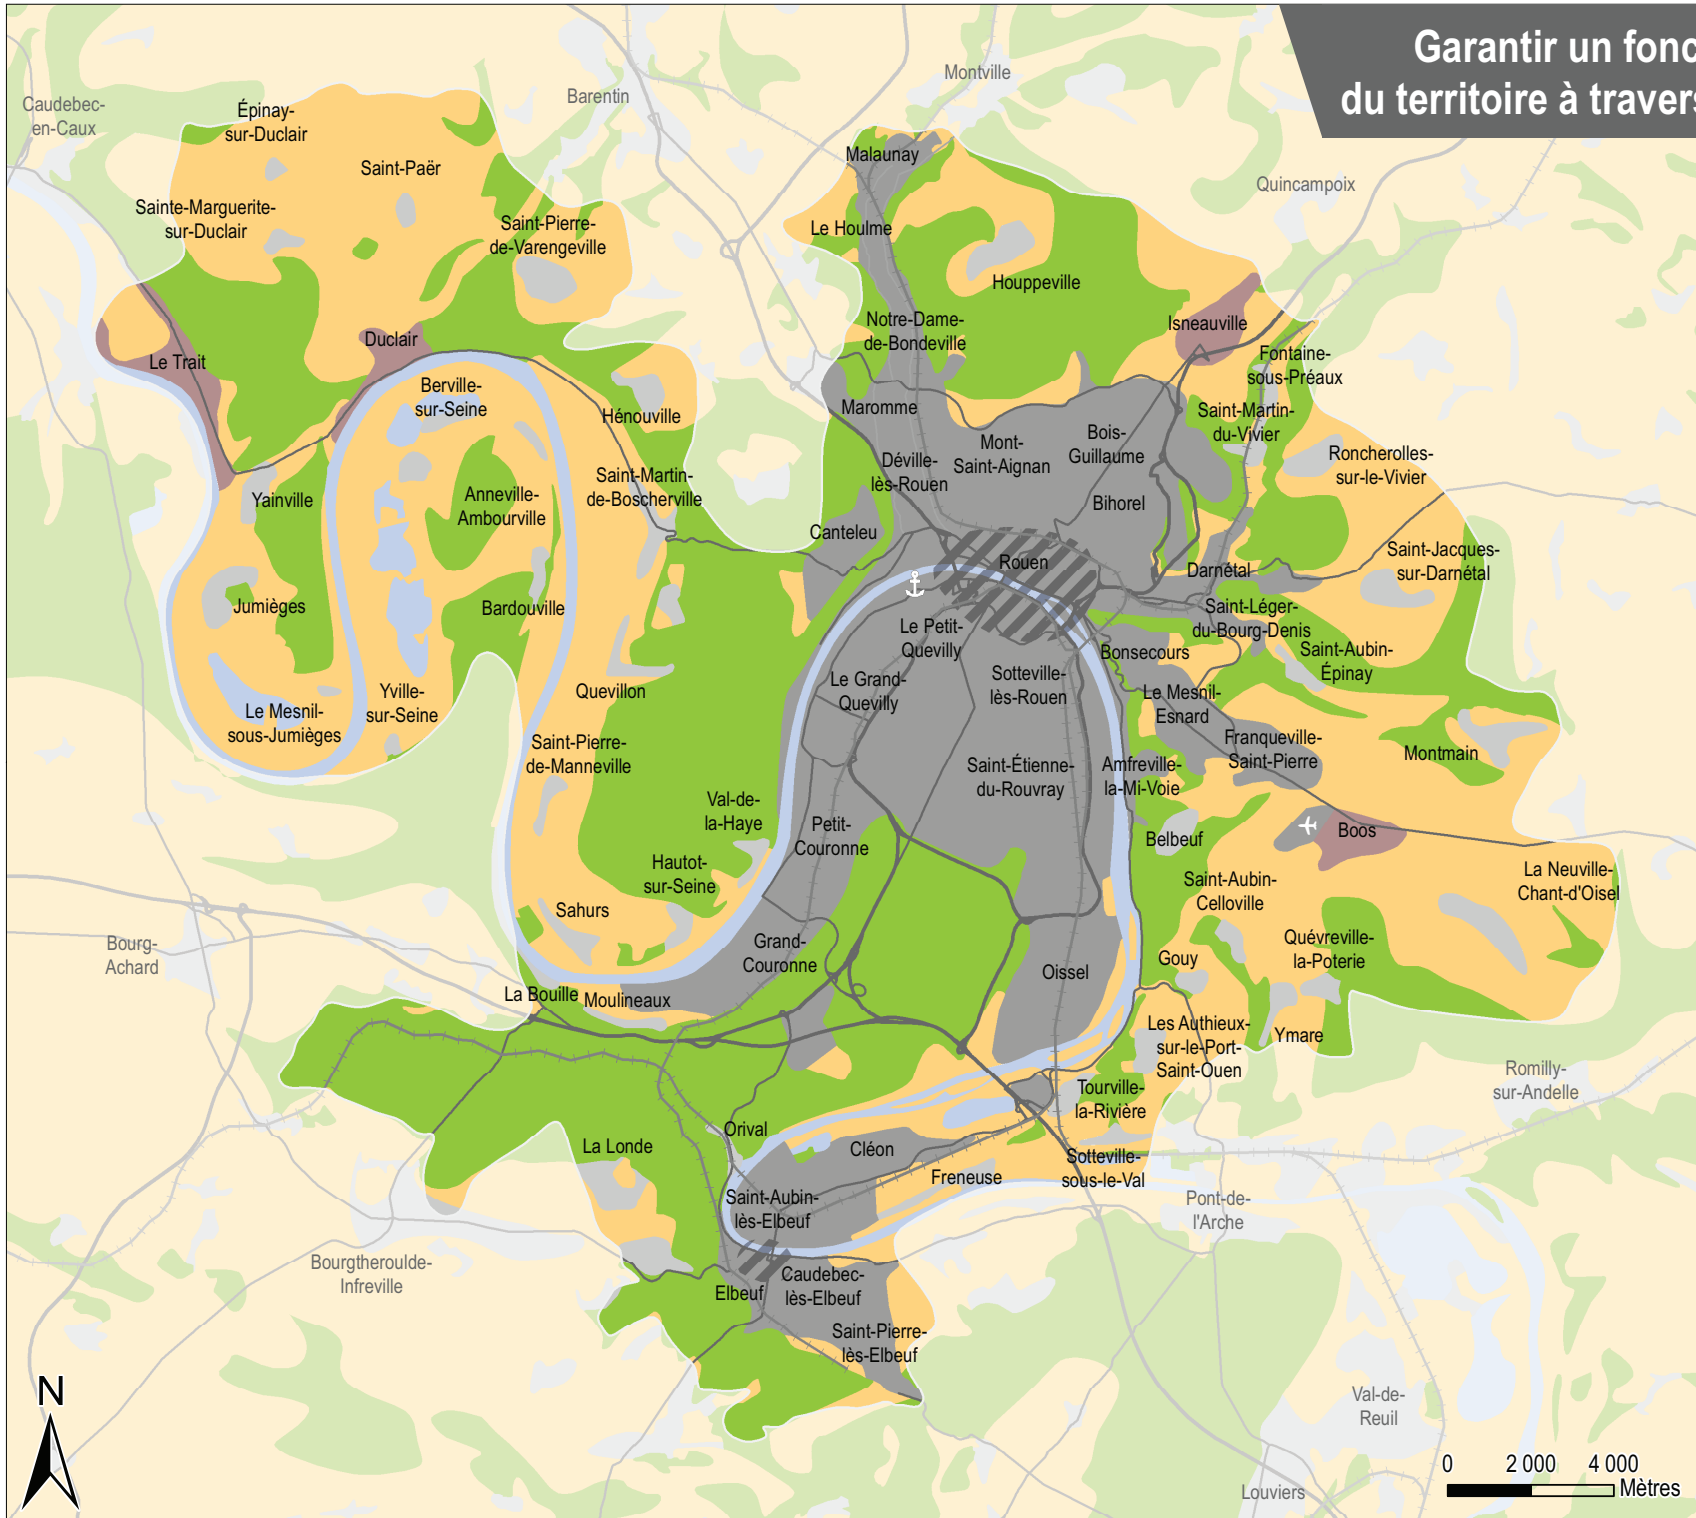 Garantir un fonc
du territoire à travers
Montville
Caudebec-
en-Caux
Épinay-
sur-Duclair
Barentin
Saint-Paër
Malaunay
Quincampoix
Sainte-Marguerite-
sur-Duclair
Saint-Pierre-
de-Varengeville
Le Houlme
Houppeville
Notre-Dame-
de-Bondeville
Isneauville
Duclair
Le Trait
Fontaine-
sous-Préaux
Berville-
sur-Seine
Hénouville
Maromme
Saint-Martin-
du-Vivier
Mont-
Saint-Aignan
Bois-
Guillaume
Roncherolles-
sur-le-Vivier
Déville-
lès-Rouen
Saint-Martin-
de-Boscherville
Yainville
Anneville-
Ambourville
Bihorel
Canteleu
Rouen
Darnétal
Saint-Jacques-
sur-Darnétal
Jumièges
Bardouville
Saint-Léger-
du-Bourg-Denis
Le Petit-
Quevilly
Bonsecours
Saint-Aubin-
Épinay
Le Grand-
Quevilly
Sotteville-
lès-Rouen
Quevillon
Le Mesnil-
Esnard
Yville-
sur-Seine
Le Mesnil-
sous-Jumièges
Saint-Pierre-
de-Manneville
Franqueville-
Saint-Pierre
Montmain
Saint-Étienne-
du-Rouvray
Amfreville-
la-Mi-Voie
Val-de-
la-Haye
Petit-
Couronne
Belbeuf
Boos
Hautot-
sur-Seine
La Neuville-
Chant-d'Oisel
Saint-Aubin-
Celloville
Sahurs
Bourg-
Achard
Grand-
Couronne
Quévreville-
la-Poterie
Gouy
Oissel
La Bouille
Moulineaux
Les Authieux-
sur-le-Port-
Saint-Ouen
Ymare
Romilly-
sur-Andelle
Tourville-
la-Rivière
Orival
La Londe
Cléon
Freneuse
Sotteville-
sous-le-Val
Saint-Aubin-
lès-Elbeuf
Pont-de-
l'Arche
Bourgtheroulde-
Infreville
Elbeuf
Caudebec-
lès-Elbeuf
Saint-Pierre-
lès-Elbeuf
N
Val-de-
Reuil
Louviers
0 2 000 4 000
Mètres